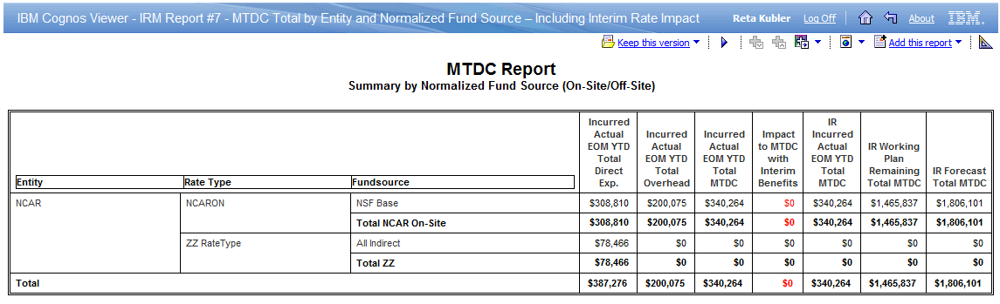 IBM Cognos Viewer - IRM Report #7 - MTDC Total by Entity and Normalized Fund Source – Including Interim Rate Impact Reta Kubler Log Off About IBM.
Keep this version Add this report
MTDC Report
Summary by Normalized Fund Source (On-Site/Off-Site)
Entity Rate Type Fundsource Incurred Actual EOM YTD Total Direct Exp. Incurred Actual EOM YTD Total Overhead Incurred Actual EOM YTD Total MTDC Impact to MTDC with Interim Benefits IR Incurred Actual EOM YTD Total MTDC IR Working Plan Remaining Total MTDC IR Forecast Total MTDC
NCAR NCARON NSF Base $308,810 $200,075 $340,264 $0 $340,264 $1,465,837 $1,806,101
Total NCAR On-Site $308,810 $200,075 $340,264 $0 $340,264 $1,465,837 $1,806,101
ZZ RateType All Indirect $78,466 $0 $0 $0 $0 $0 $0
Total ZZ $78,466 $0 $0 $0 $0 $0 $0
Total $387,276 $200,075 $340,264 $0 $340,264 $1,465,837 $1,806,101